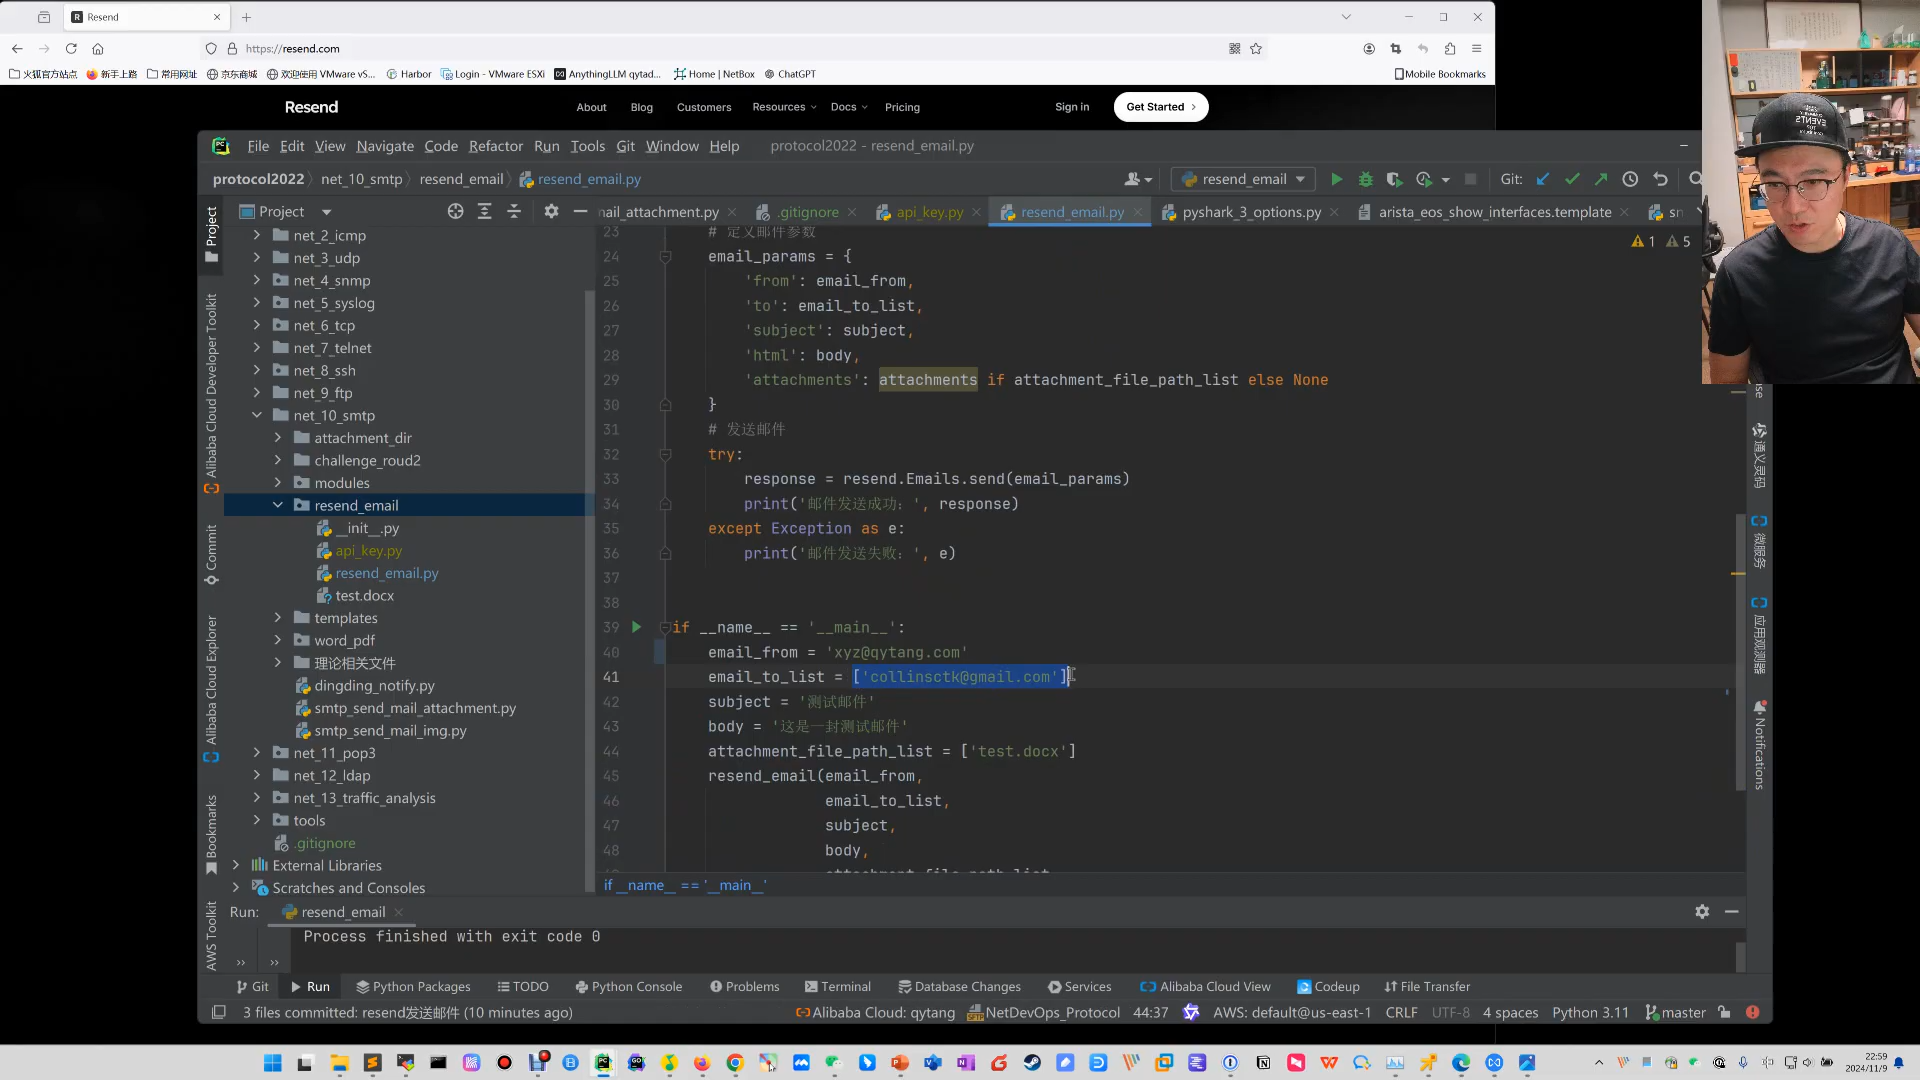 Resend
https://resend.com
火狐官方站点 新手上路 常用网址 京东商城 欢迎使用 VMware vS... Harbor Login - VMware ESXi AnythingLLM qytad... Home | NetBox ChatGPT Mobile Bookmarks
Resend About Blog Customers Resources Docs Pricing Sign in Get Started
File Edit View Navigate Code Refactor Run Tools Git Window Help protocol2022 - resend_email.py
protocol2022 net_10_smtp resend_email resend_email.py resend_email Git:
Project
mail_attachment.py .gitignore api_key.py resend_email.py pyshark_3_options.py arista_eos_show_interfaces.template sn
1 5
Project
Alibaba Cloud Developer Toolkit
Commit
Alibaba Cloud Explorer
Bookmarks
AWS Toolkit
net_2_icmp
net_3_udp
net_4_snmp
net_5_syslog
net_6_tcp
net_7_telnet
net_8_ssh
net_9_ftp
net_10_smtp
attachment_dir
challenge_roud2
modules
resend_email
__init__.py
api_key.py
resend_email.py
test.docx
templates
word_pdf
理论相关文件
dingding_notify.py
smtp_send_mail_attachment.py
smtp_send_mail_img.py
net_11_pop3
net_12_ldap
net_13_traffic_analysis
tools
.gitignore
External Libraries
Scratches and Consoles
23 # 定义邮件参数
24 email_params = {
25 'from': email_from,
26 'to': email_to_list,
27 'subject': subject,
28 'html': body,
29 'attachments': attachments if attachment_file_path_list else None
30 }
31 # 发送邮件
32 try:
33 response = resend.Emails.send(email_params)
34 print('邮件发送成功：', response)
35 except Exception as e:
36 print('邮件发送失败：', e)
37
38
39 if __name__ == '__main__':
40 email_from = 'xyz@qytang.com'
41 email_to_list = ['collinsctk@gmail.com']
42 subject = '测试邮件'
43 body = '这是一封测试邮件'
44 attachment_file_path_list = ['test.docx']
45 resend_email(email_from,
46 email_to_list,
47 subject,
48 body,
attachment_file_path_list
if __name__ == '__main__'
通义灵码
微服务
应用观测器
Notifications
Run: resend_email
Process finished with exit code 0
Git Run Python Packages TODO Python Console Problems Terminal Database Changes Services Alibaba Cloud View Codeup File Transfer
3 files committed: resend发送邮件 (10 minutes ago) Alibaba Cloud: qytang NetDevOps_Protocol 44:37 AWS: default@us-east-1 CRLF UTF-8 4 spaces Python 3.11 master
22:59
2024/11/9